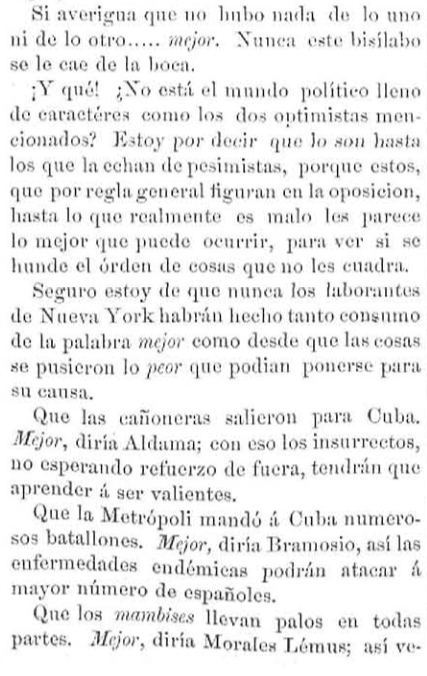 Si averigua que no hubo nada de lo uno
ni de lo otro..... mejor. Nunca este bisílabo
se le cae de la boca.
¡Y qué! ¿No está el mundo político lleno
de caractéres como los dos optimistas men-
cionados? Estoy por decir que lo son hasta
los que la echan de pesimistas, porque estos,
que por regla general figuran en la oposicion,
hasta lo que realmente es malo les parece
lo mejor que puede ocurrir, para ver si se
hunde el órden de cosas que no les cuadra.
Seguro estoy de que nunca los laborantes
de Nueva York habrán hecho tanto consumo
de la palabra mejor como desde que las cosas
se pusieron lo peor que podian ponerse para
su causa.
Que las cañoneras salieron para Cuba.
Mejor, diría Aldama; con eso los insurrectos,
no esperando refuerzo de fuera, tendrán que
aprender á ser valientes.
Que la Metrópoli mandó á Cuba numero-
sos batallones. Mejor, diría Bramosio, así las
enfermedades endémicas podrán atacar á
mayor número de españoles.
Que los mambises llevan palos en todas
partes. Mejor, diría Morales Lémus; así ve-